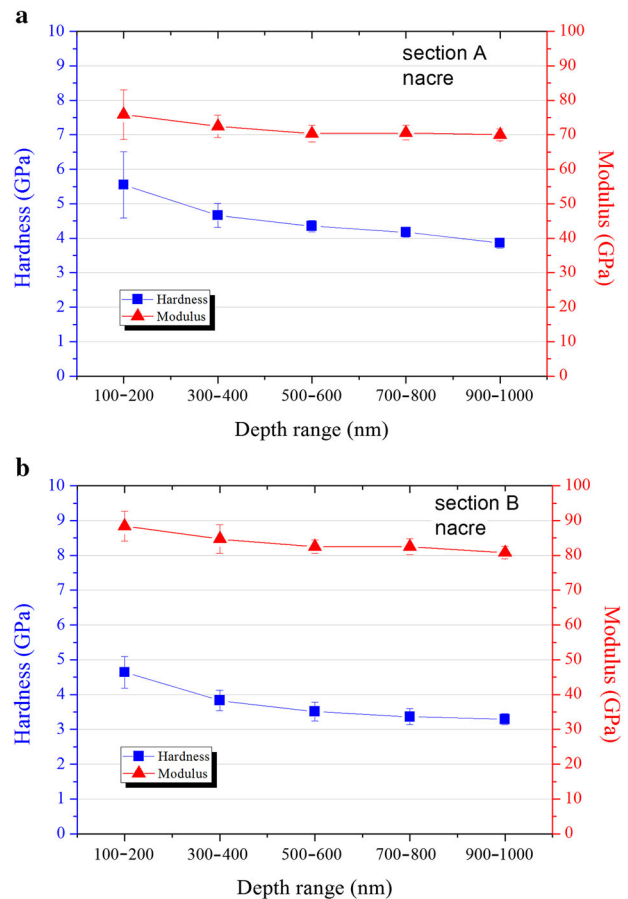 a
section A
nacre
Hardness (GPa)
10
9
8
7
6
5
4
3
2
1
0
Modulus (GPa)
100
90
80
70
60
50
40
30
20
10
0
Hardness
Modulus
100-200 300-400 500-600 700-800 900-1000
Depth range (nm)
b
section B
nacre
Hardness (GPa)
10
9
8
7
6
5
4
3
2
1
0
Modulus (GPa)
100
90
80
70
60
50
40
30
20
10
0
Hardness
Modulus
100-200 300-400 500-600 700-800 900-1000
Depth range (nm)